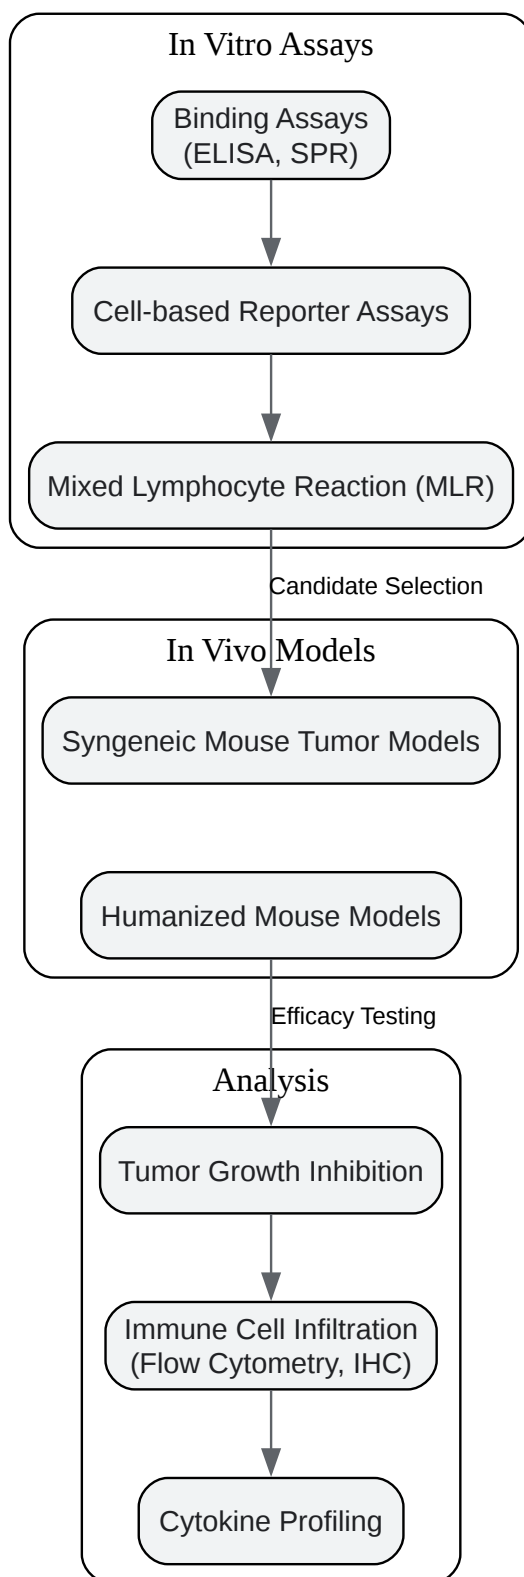 In Vitro Assays
Binding Assays
(ELISA, SPR)
Cell-based Reporter Assays
Mixed Lymphocyte Reaction (MLR)
Candidate Selection
In Vivo Models
Syngeneic Mouse Tumor Models
Humanized Mouse Models
Efficacy Testing
Analysis
Tumor Growth Inhibition
Immune Cell Infiltration
(Flow Cytometry, IHC)
Cytokine Profiling